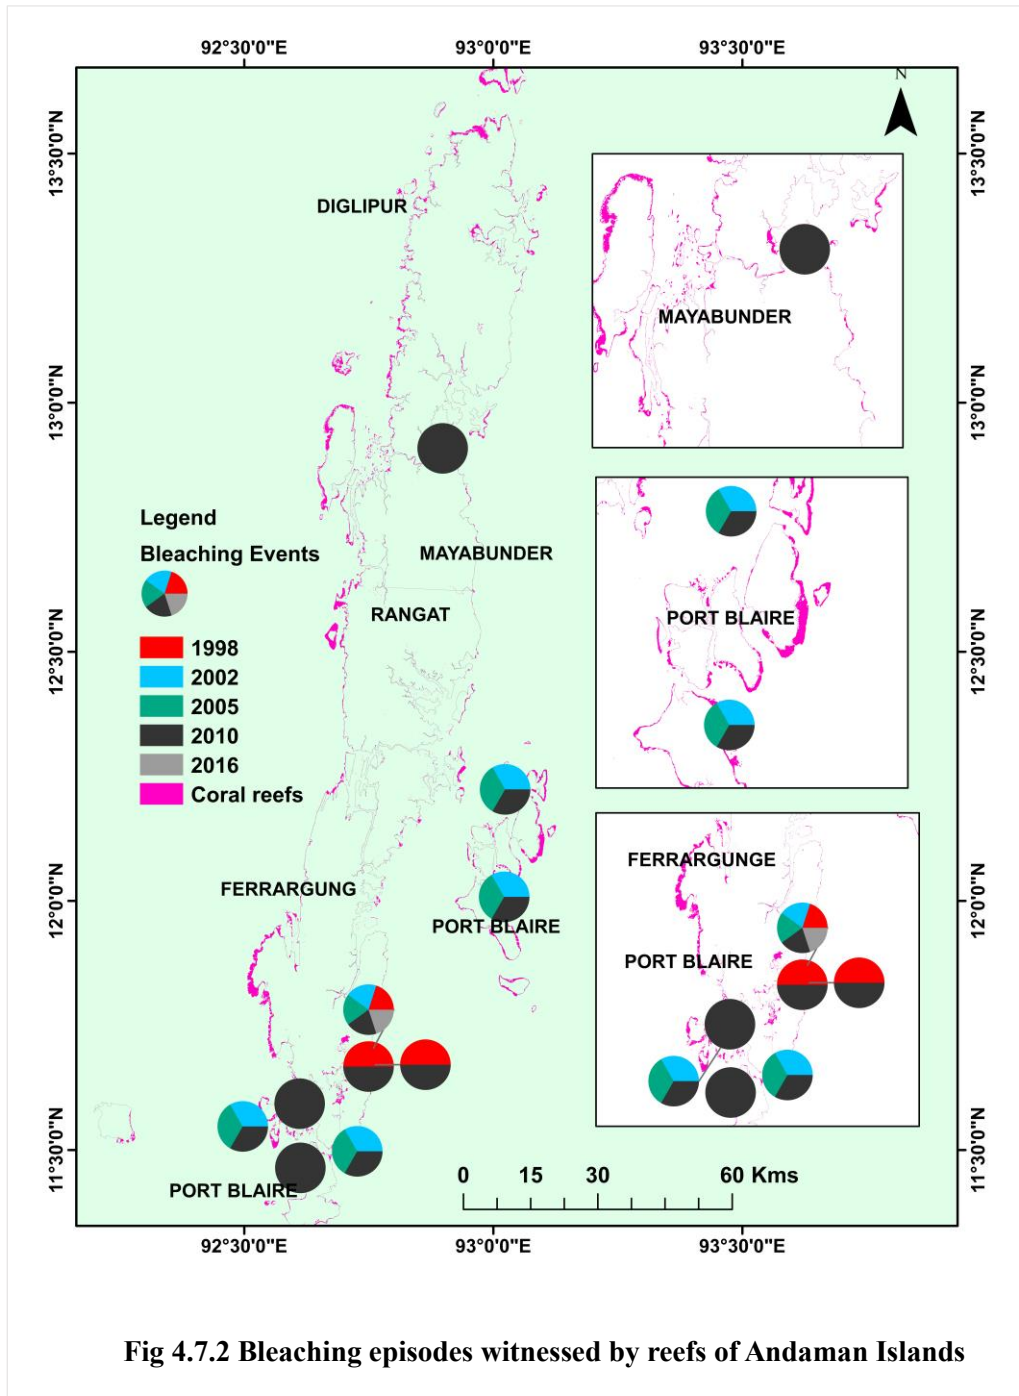 92°30'0"E 93°0'0"E 93°30'0"E
N
13°30'0"N 13°30'0"N
DIGLIPUR
MAYABUNDER
13°0'0"N 13°0'0"N
Legend
Bleaching Events
MAYABUNDER
RANGAT
PORT BLAIRE
12°30'0"N 12°30'0"N
1998
2002
2005
2010
2016
Coral reefs
FERRARGUNG
FERRARGUNGE
12°0'0"N 12°0'0"N
PORT BLAIRE
PORT BLAIRE
11°30'0"N 11°30'0"N
PORT BLAIRE
0 15 30 60 Kms
92°30'0"E 93°0'0"E 93°30'0"E
Fig 4.7.2 Bleaching episodes witnessed by reefs of Andaman Islands